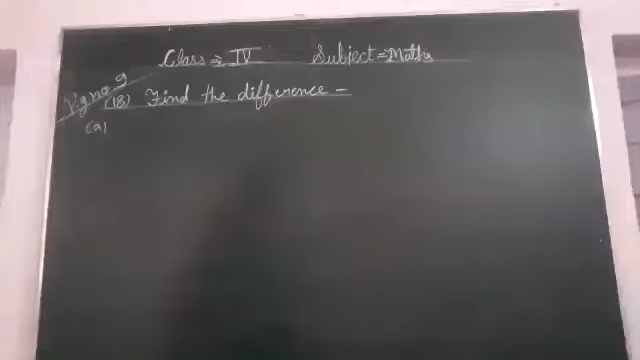 Class = IV Subject = Maths
Pg no. 9
(18) Find the difference -
(a)